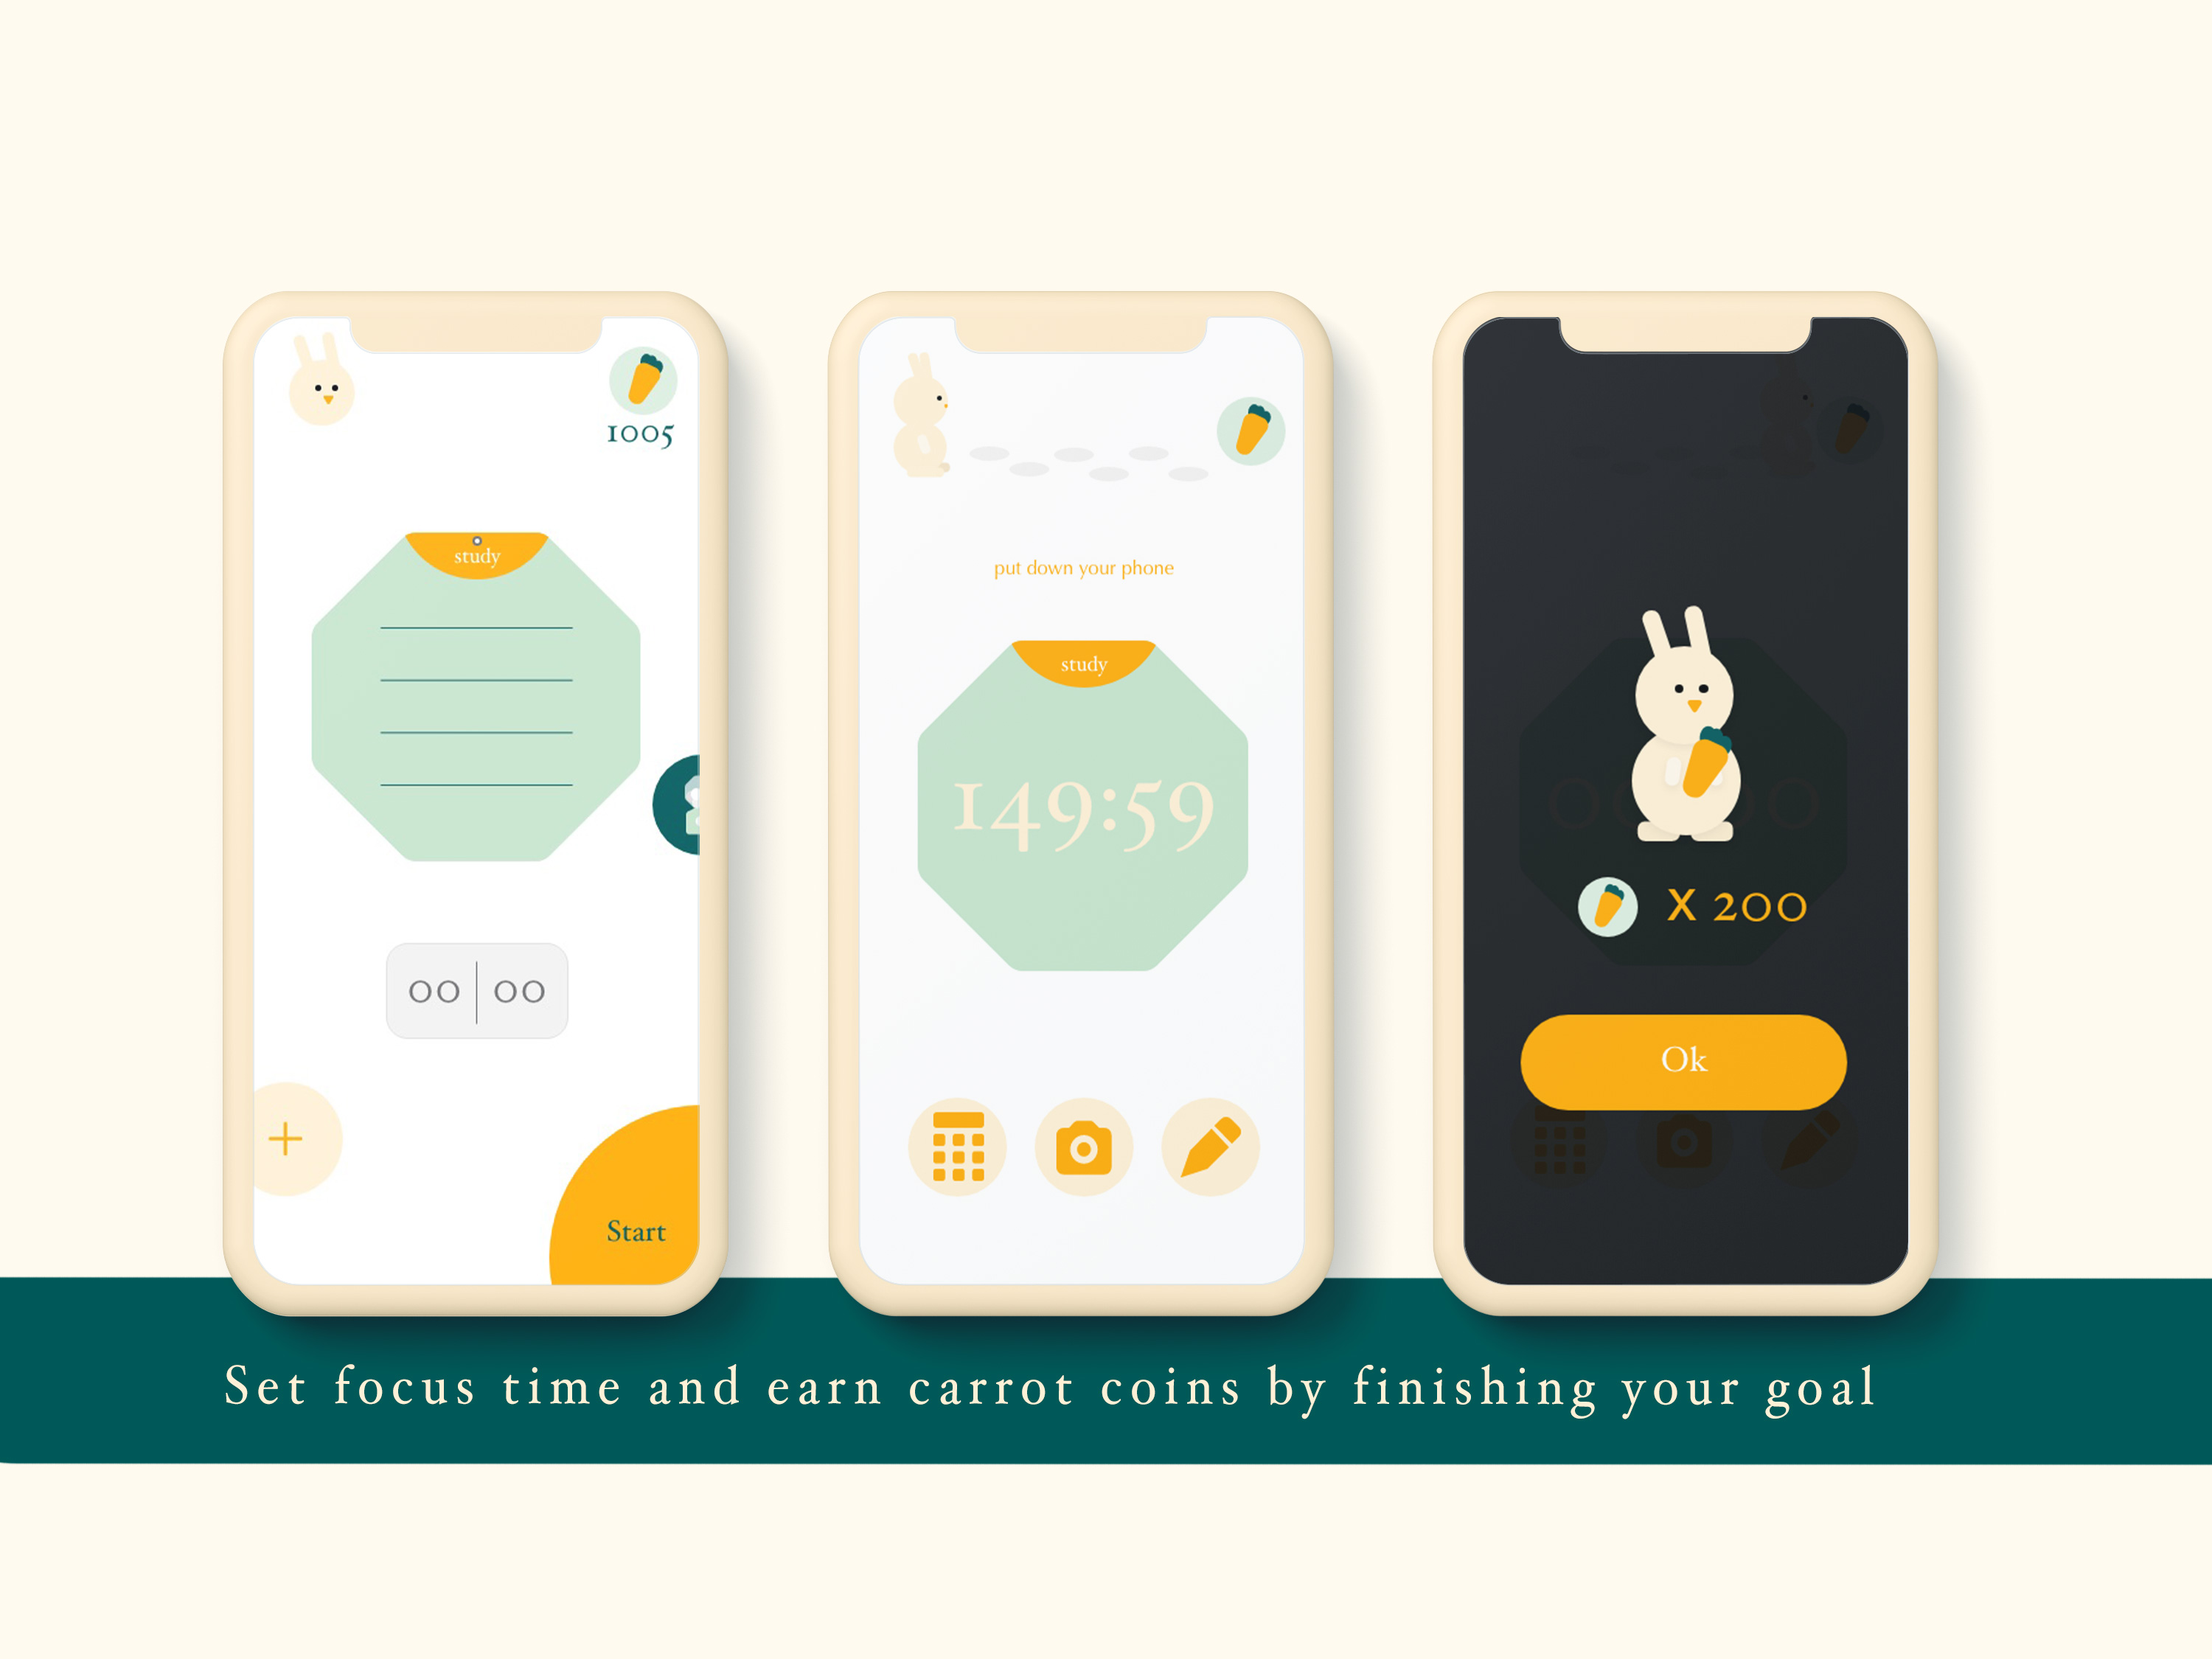 1005
study
00 | 00
Start
put down your phone
study
149:59
X 200
Ok
Set focus time and earn carrot coins by finishing your goal